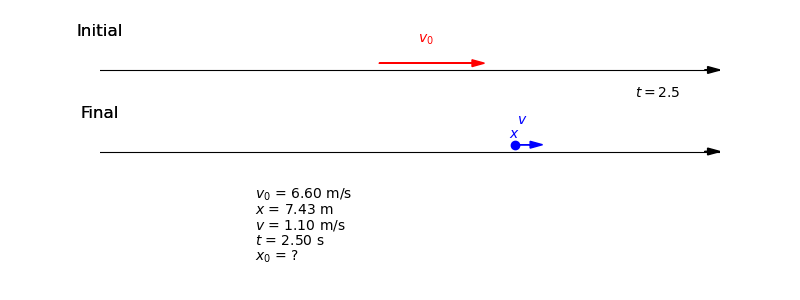 Initial
v₀
t = 2.5
Final
v
x
v₀ = 6.60 m/s
x = 7.43 m
v = 1.10 m/s
t = 2.50 s
x₀ = ?